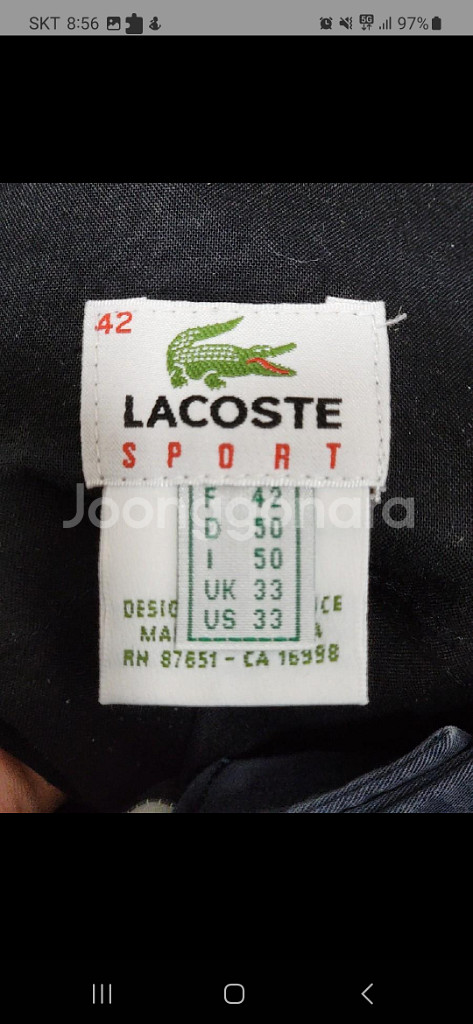 SKT 8:56
5G 97%
42
LACOSTE
SPORT
Joonggonara
F 42
D 50
I 50
UK 33
US 33
RN 87651 - CA 16998